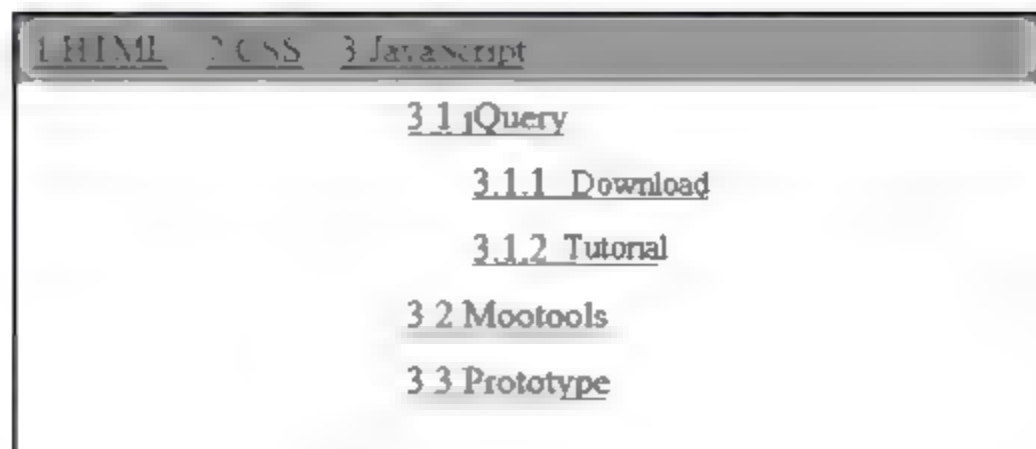 1 HTML 2 CSS 3 Javascript
3 1 jQuery
3.1.1 Download
3.1.2 Tutorial
3 2 Mootools
3 3 Prototype